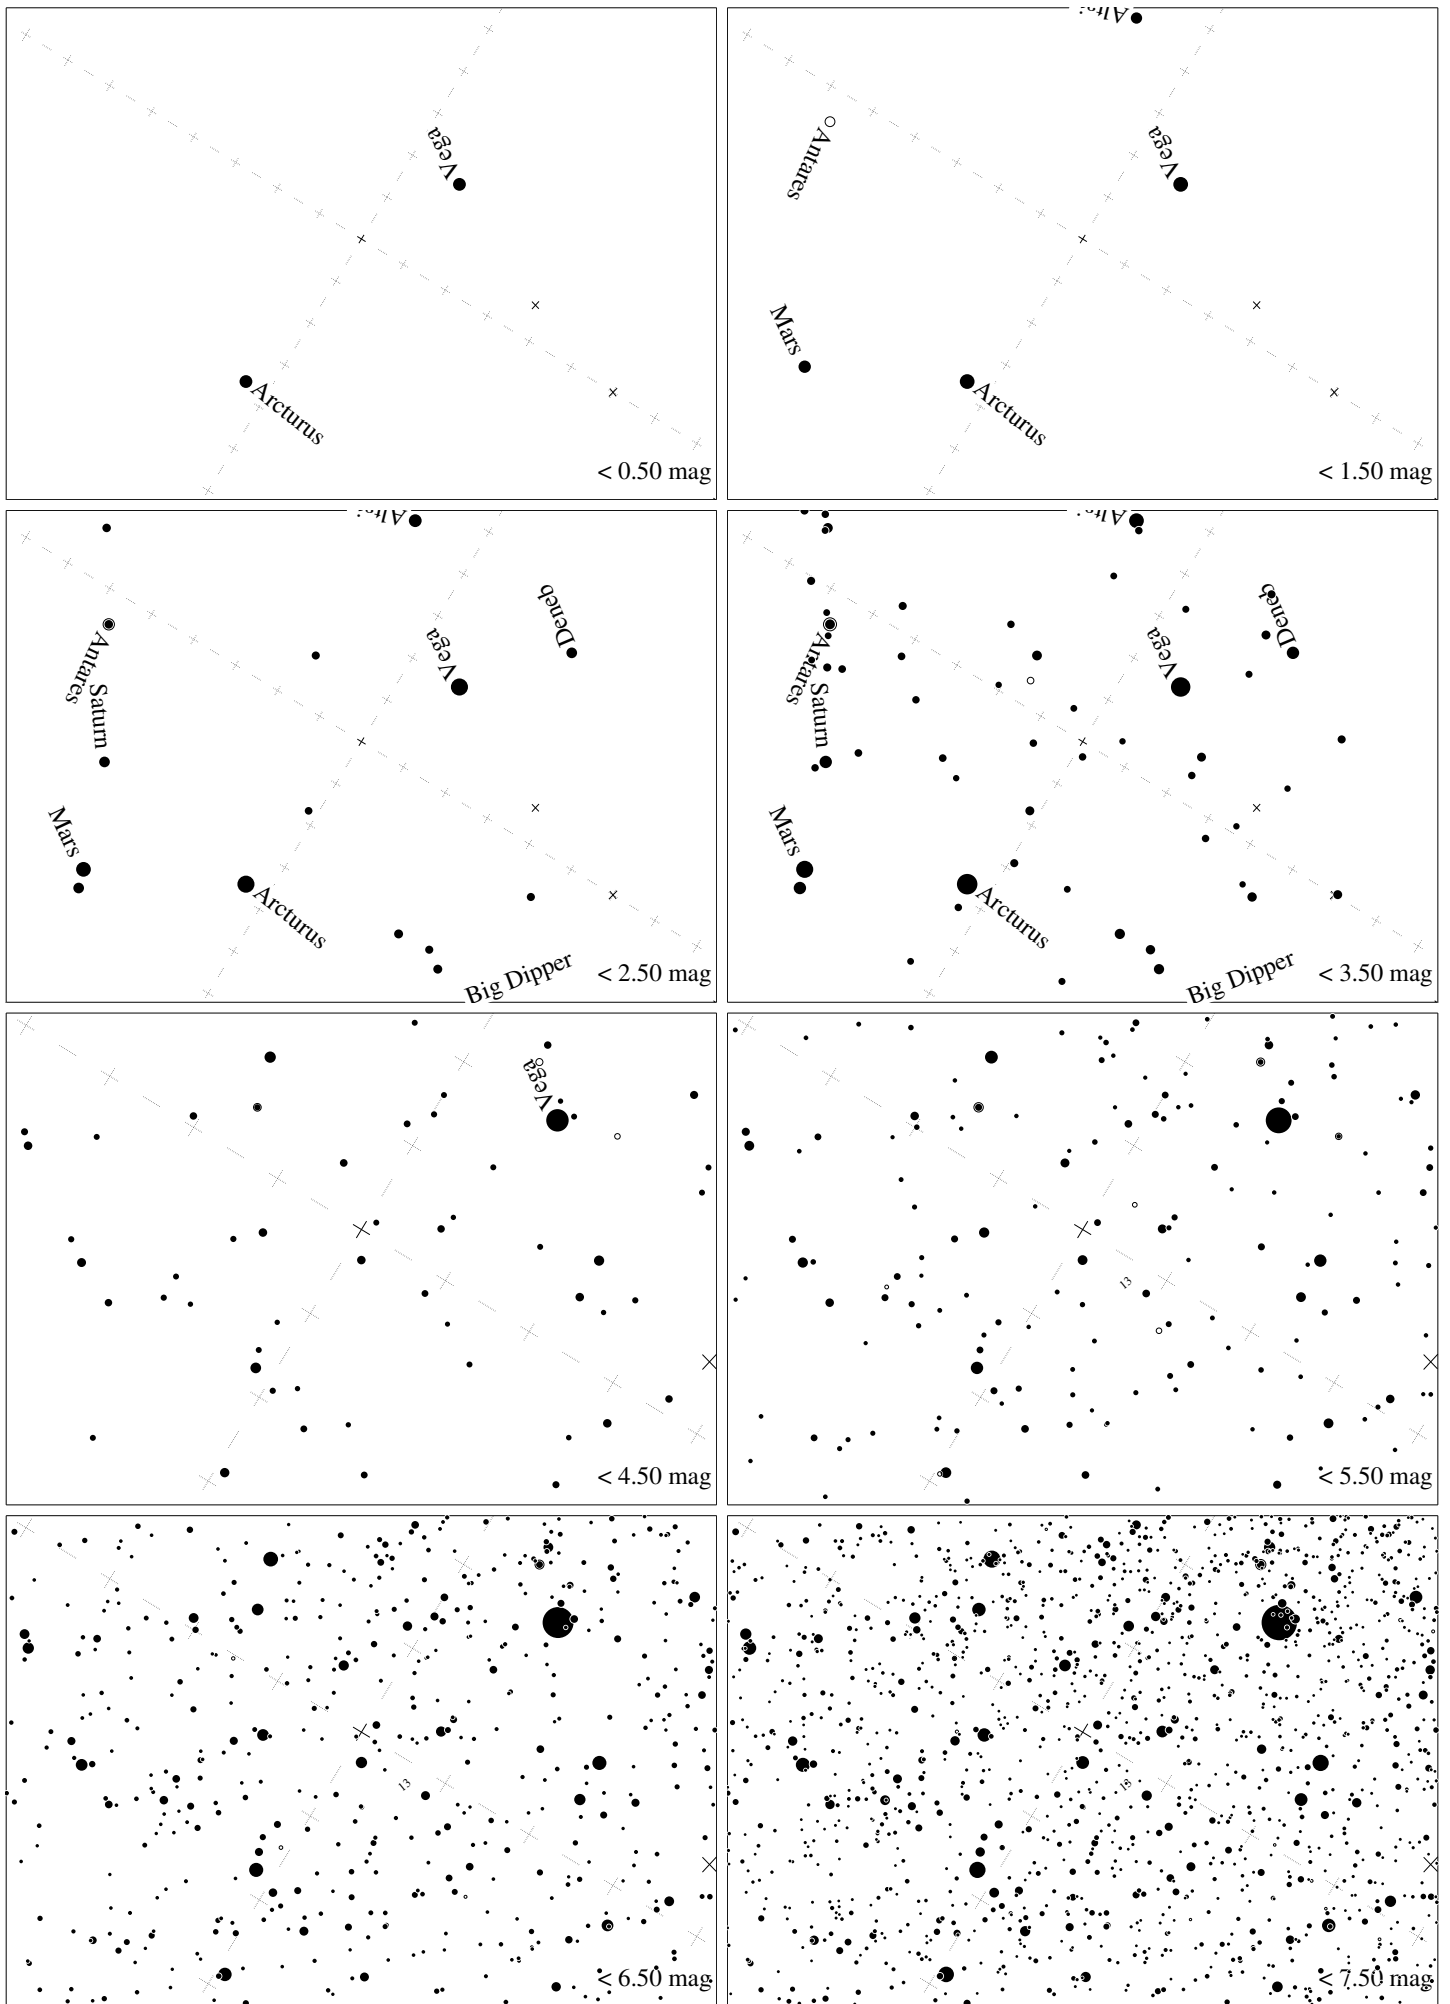 Vega
Arcturus
< 0.50 mag
Antares
Vega
Mars
Arcturus
< 1.50 mag
Deneb
Vega
Antares
Saturn
Mars
Arcturus
Big Dipper
< 2.50 mag
Deneb
Vega
Antares
Saturn
Mars
Arcturus
Big Dipper
< 3.50 mag
Vega
< 4.50 mag
13
< 5.50 mag
13
< 6.50 mag
13
< 7.50 mag